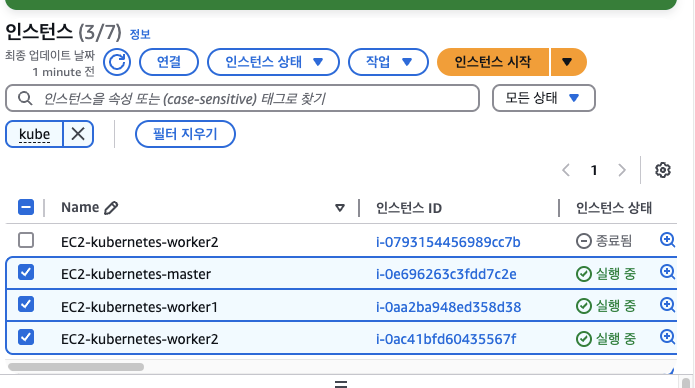 인스턴스 (3/7) 정보
최종 업데이트 날짜
1 minute 전
연결
인스턴스 상태
작업
인스턴스 시작
인스턴스을 속성 또는 (case-sensitive) 태그로 찾기
모든 상태
kube
필터 지우기
1
Name
인스턴스 ID
인스턴스 상태
EC2-kubernetes-worker2 i-0793154456989cc7b 종료됨
EC2-kubernetes-master i-0e696263c3fdd7c2e 실행 중
EC2-kubernetes-worker1 i-0aa2ba948ed358d38 실행 중
EC2-kubernetes-worker2 i-0ac41bfd60435567f 실행 중